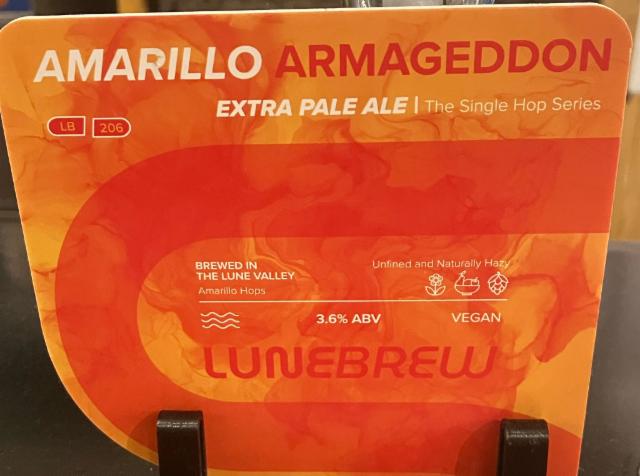 AMARILLO ARMAGEDDON
EXTRA PALE ALE | The Single Hop Series
LB 206
BREWED IN
THE LUNE VALLEY
Amarillo Hops
Unfined and Naturally Hazy
3.6% ABV
VEGAN
LUNEBREW